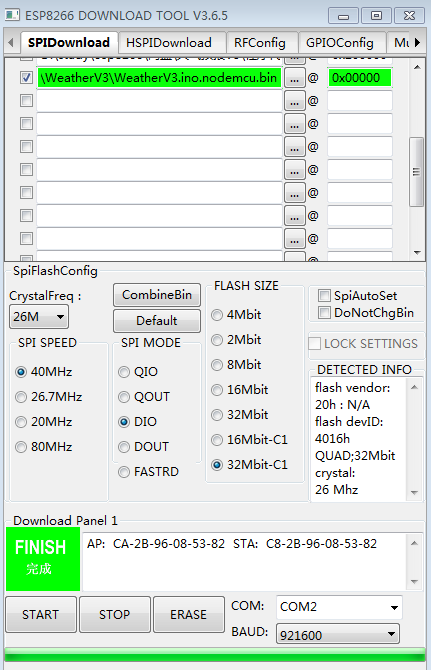 ESP8266 DOWNLOAD TOOL V3.6.5
SPIDownload HSPIDownload RFConfig GPIOConfig Mu
\WeatherV3\WeatherV3.ino.nodemcu.bin ... @ 0x00000
... @
... @
... @
... @
... @
... @
... @
SpiFlashConfig
CrystalFreq :
26M
CombineBin
Default
SPI SPEED
40MHz
26.7MHz
20MHz
80MHz
SPI MODE
QIO
QOUT
DIO
DOUT
FASTRD
FLASH SIZE
4Mbit
2Mbit
8Mbit
16Mbit
32Mbit
16Mbit-C1
32Mbit-C1
SpiAutoSet
DoNotChgBin
LOCK SETTINGS
DETECTED INFO
flash vendor:
20h : N/A
flash devID:
4016h
QUAD;32Mbit
crystal:
26 Mhz
Download Panel 1
FINISH
完成
AP: CA-2B-96-08-53-82 STA: C8-2B-96-08-53-82
START STOP ERASE
COM: COM2
BAUD: 921600